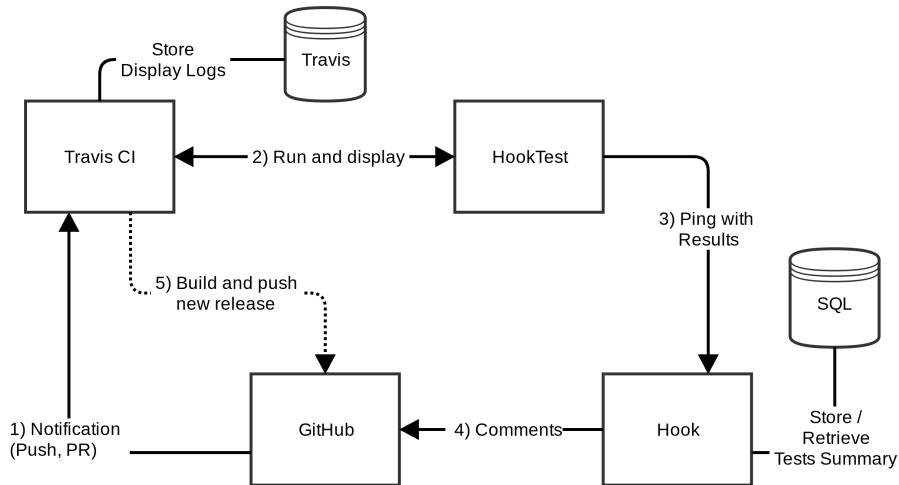 Store
Display Logs
Travis
Travis CI
2) Run and display
HookTest
3) Ping with
Results
5) Build and push
new release
SQL
1) Notification
(Push, PR)
GitHub
4) Comments
Hook
Store /
Retrieve
Tests Summary